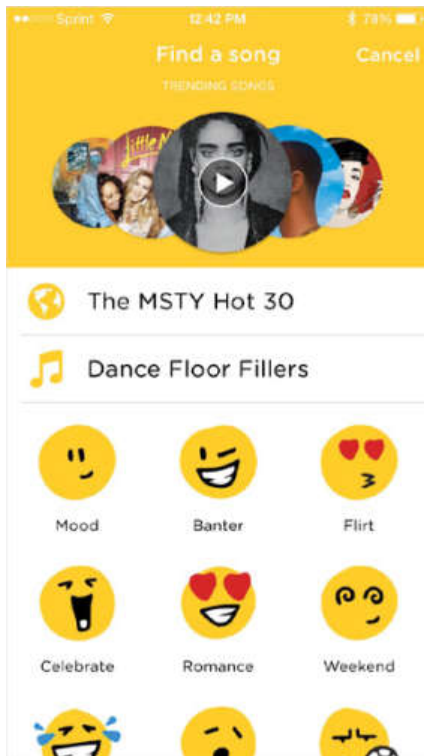 Sprint 12:42 PM 78%
Find a song Cancel
TRENDING SONGS
Little M
The MSTY Hot 30
Dance Floor Fillers
Mood Banter Flirt
Celebrate Romance Weekend